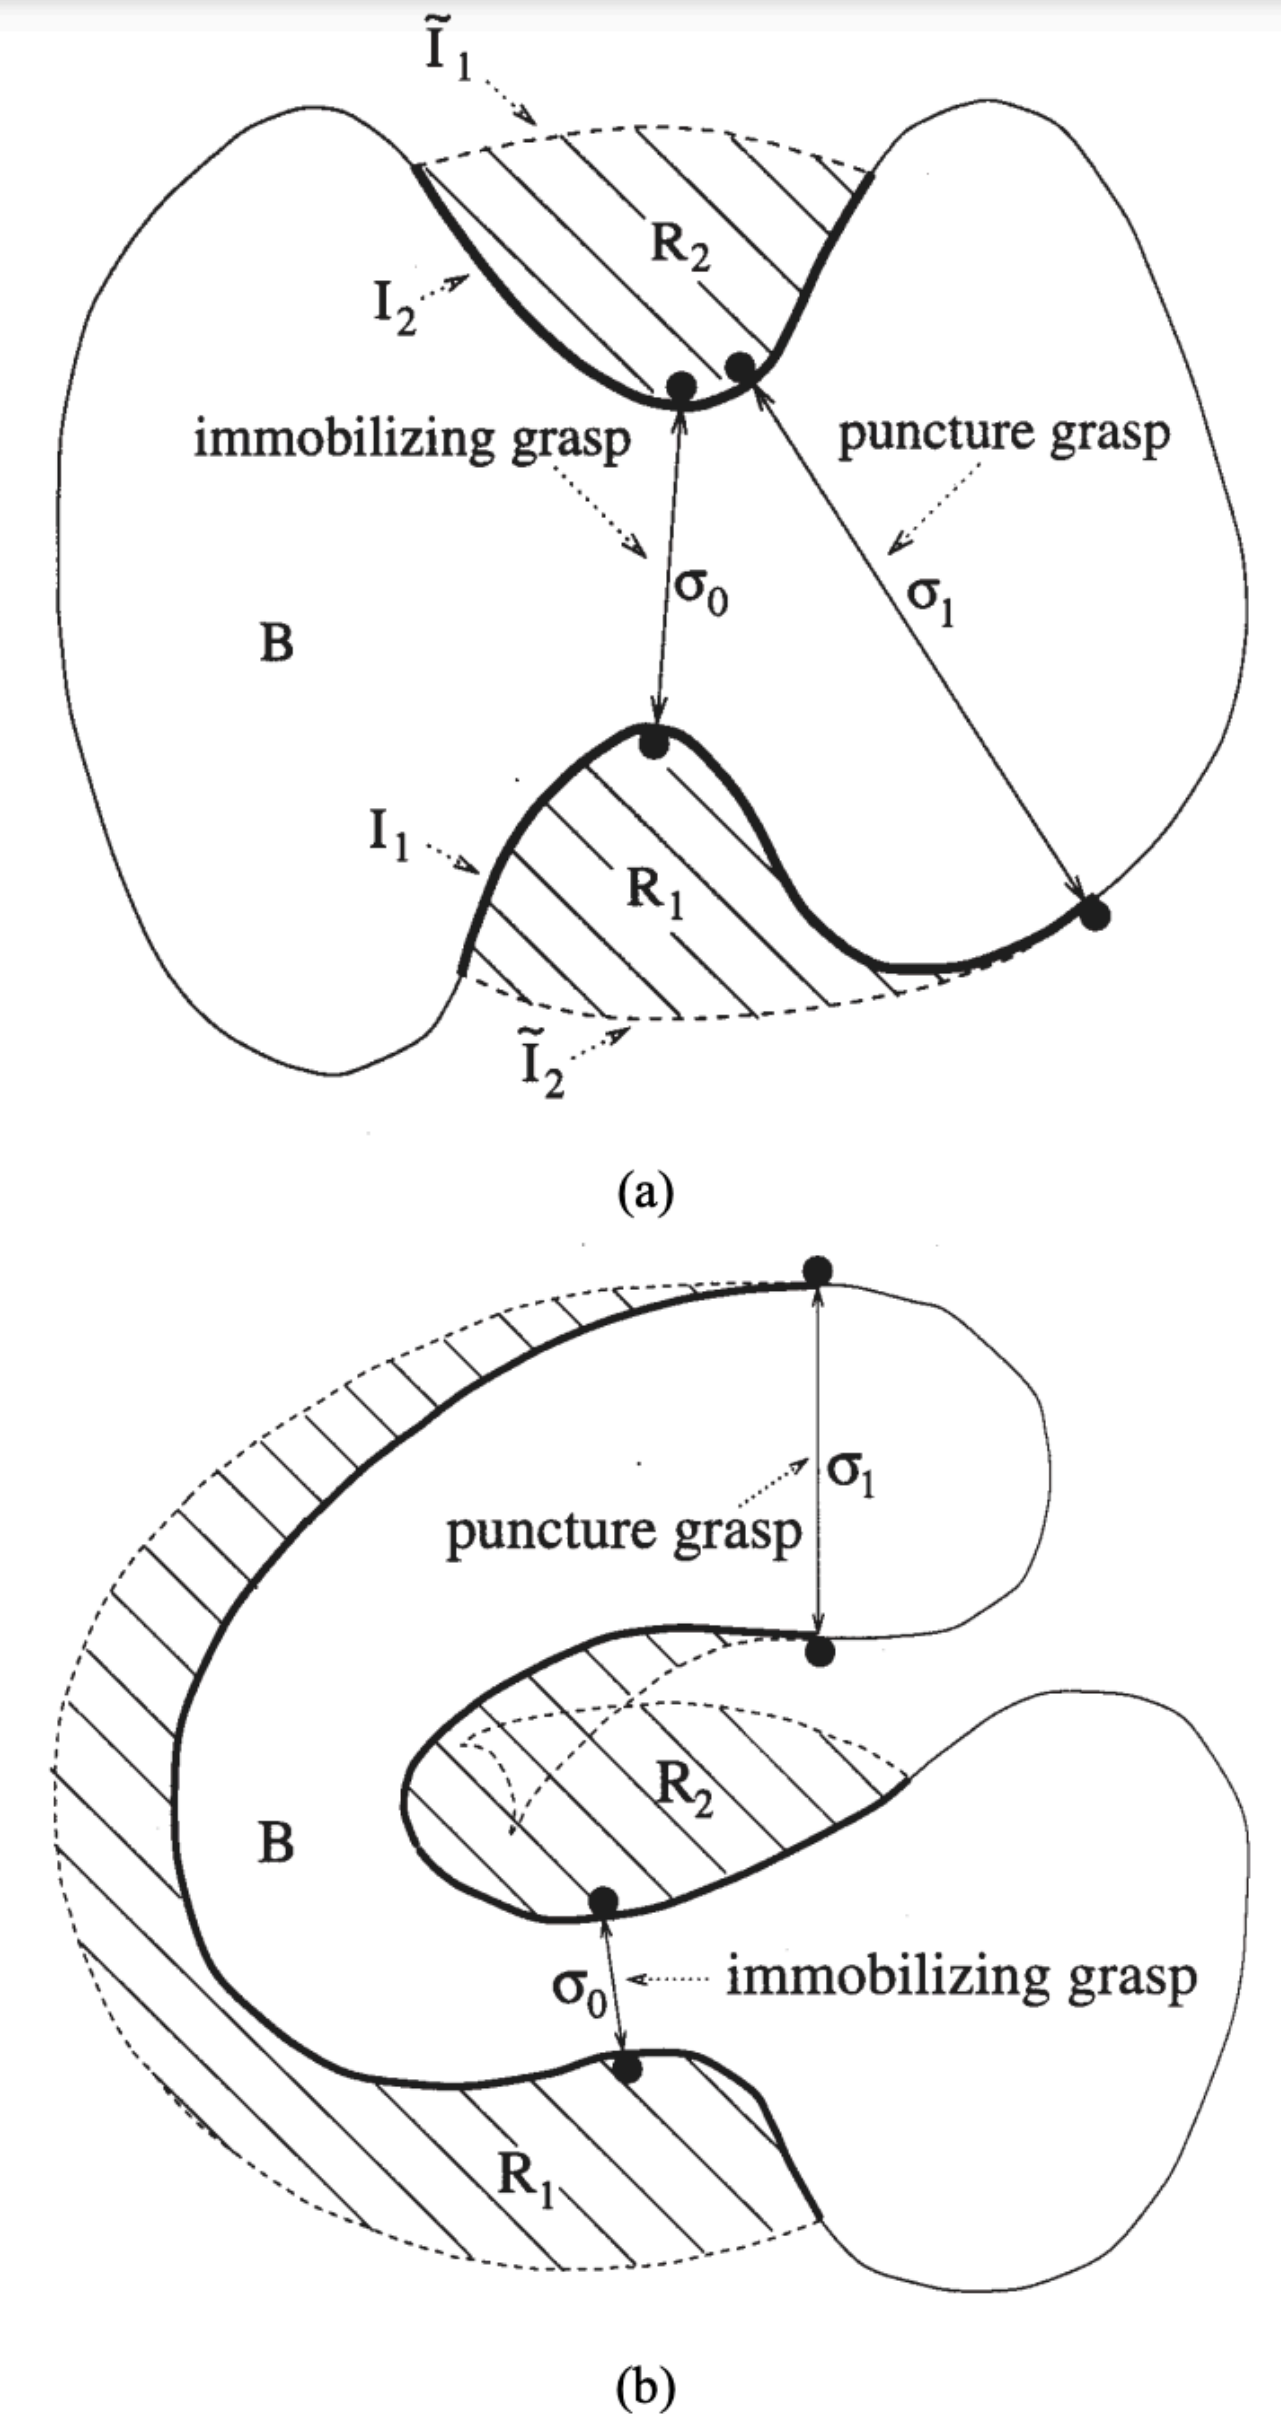 Ĩ₁
R₂
I₂
immobilizing grasp
puncture grasp
σ₀
σ₁
B
I₁
R₁
Ĩ₂
(a)
σ₁
puncture grasp
R₂
B
σ₀
immobilizing grasp
R₁
(b)